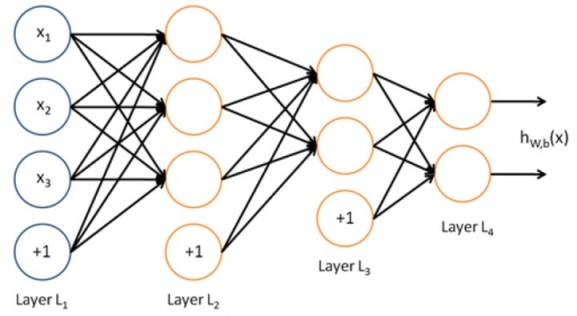 x1
x2
x3
+1
+1
+1
hW,b(x)
Layer L1
Layer L2
Layer L3
Layer L4